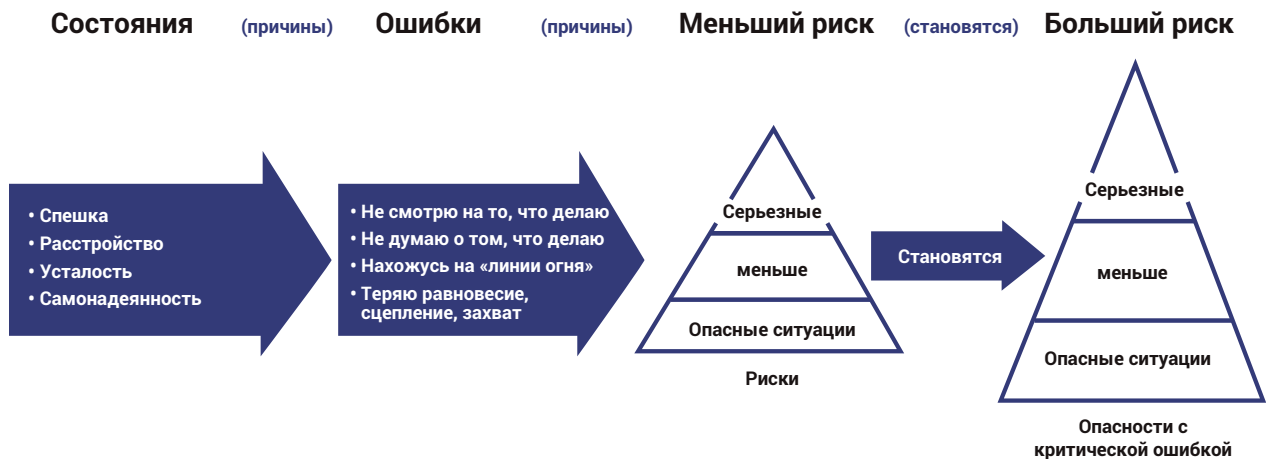 Состояния (причины) Ошибки (причины) Меньший риск (становятся) Больший риск
• Спешка
• Расстройство
• Усталость
• Самонадеянность
• Не смотрю на то, что делаю
• Не думаю о том, что делаю
• Нахожусь на «линии огня»
• Теряю равновесие,
сцепление, захват
Серьезные
меньше
Опасные ситуации
Риски
Становятся
Серьезные
меньше
Опасные ситуации
Опасности с
критической ошибкой